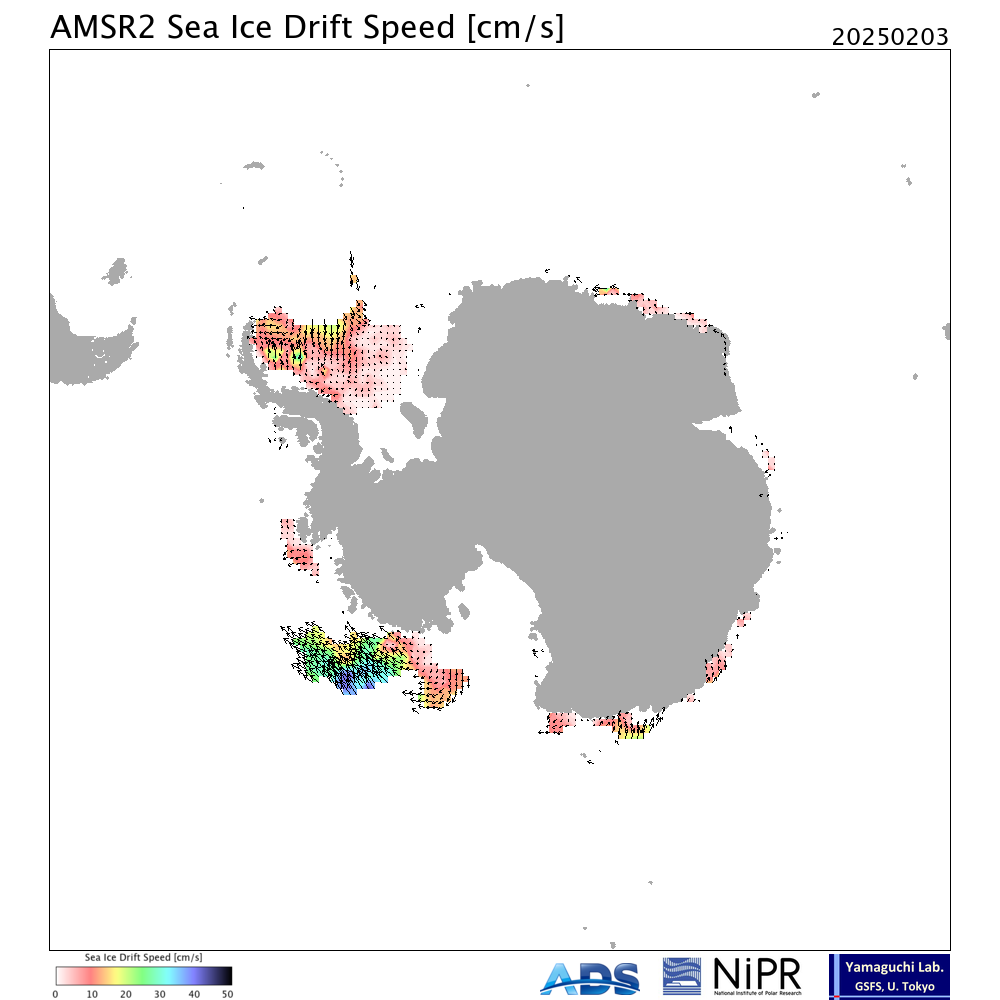 AMSR2 Sea Ice Drift Speed [cm/s]
20250203
Sea Ice Drift Speed [cm/s]
0 10 20 30 40 50
ADS
NiPR
National Institute of Polar Research
Yamaguchi Lab.
GSFS, U. Tokyo